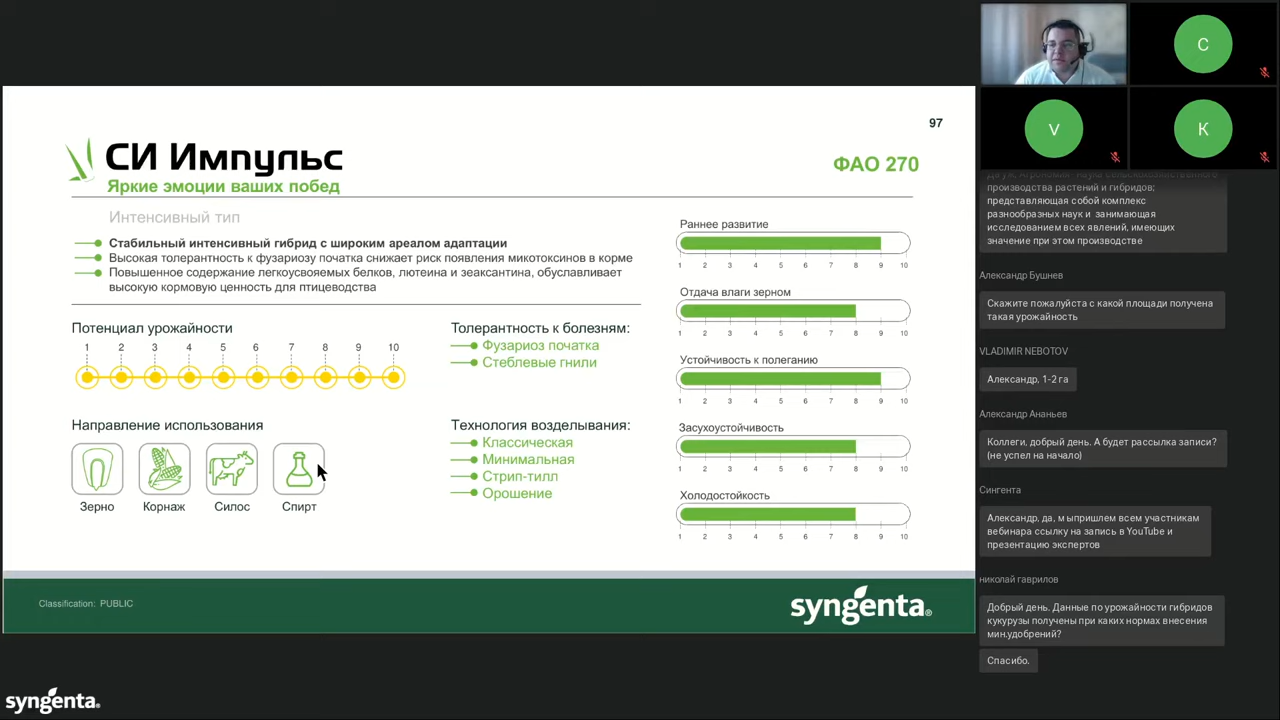 97
СИ Импульс
Яркие эмоции ваших побед
ФАО 270
Интенсивный тип
Стабильный интенсивный гибрид с широким ареалом адаптации
Высокая толерантность к фузариозу початка снижает риск появления микотоксинов в корме
Повышенное содержание легкоусвояемых белков, лютеина и зеаксантина, обуславливает
высокую кормовую ценность для птицеводства
Потенциал урожайности
1 2 3 4 5 6 7 8 9 10
Направление использования
Зерно Корнаж Силос Спирт
Толерантность к болезням:
Фузариоз початка
Стеблевые гнили
Технология возделывания:
Классическая
Минимальная
Стрип-тилл
Орошение
Раннее развитие
1 2 3 4 5 6 7 8 9 10
Отдача влаги зерном
1 2 3 4 5 6 7 8 9 10
Устойчивость к полеганию
1 2 3 4 5 6 7 8 9 10
Засухоустойчивость
1 2 3 4 5 6 7 8 9 10
Холодостойкость
1 2 3 4 5 6 7 8 9 10
Classification: PUBLIC
syngenta®
syngenta®
C
V
К
производства растений и гибридов;
представляющая собой комплекс
разнообразных наук и занимающая
исследованием всех явлений, имеющих
значение при этом производстве
Александр Бушнев
Скажите пожалуйста с какой площади получена
такая урожайность
VLADIMIR NEBOTOV
Александр, 1-2 га
Александр Ананьев
Коллеги, добрый день. А будет рассылка записи?
(не успел на начало)
Сингента
Александр, да, м ыпришлем всем участникам
вебинара ссылку на запись в YouTube и
презентацию экспертов
николай гаврилов
Добрый день. Данные по урожайности гибридов
кукурузы получены при каких нормах внесения
мин.удобрений?
Спасибо.